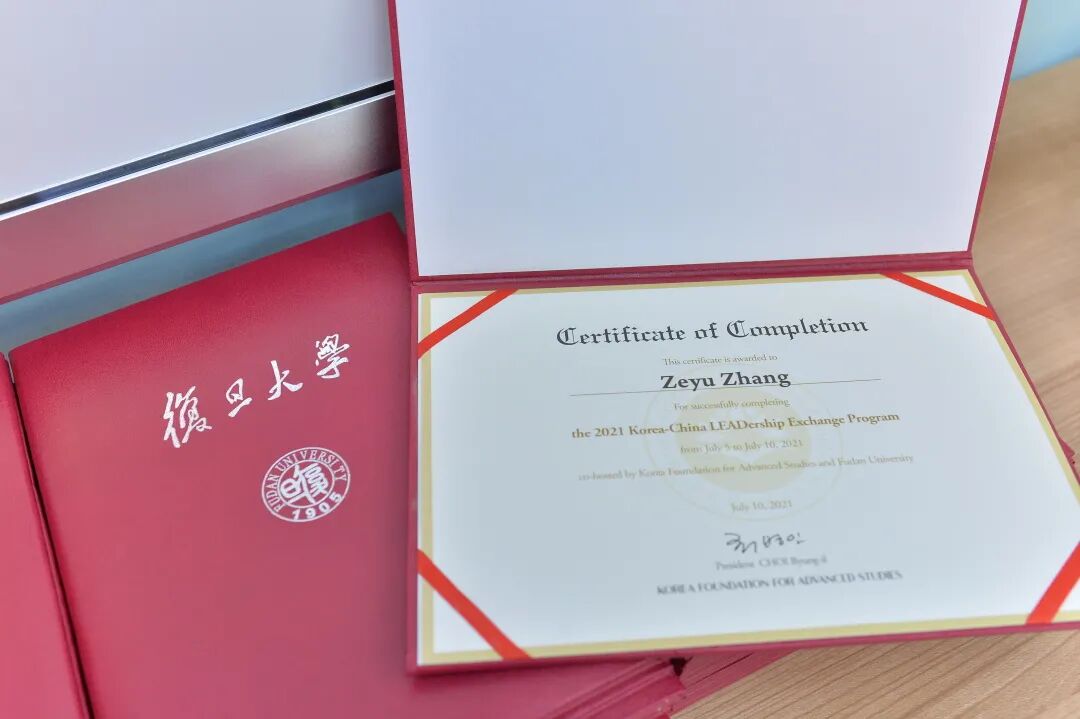 復旦大學
FUDAN UNIVERSITY
復旦
1905
Certificate of Completion
This certificate is awarded to
Zeyu Zhang
For successfully completing
the 2021 Korea-China LEADership Exchange Program
from July 5 to July 10, 2021
co-hosted by Korea Foundation for Advanced Studies and Fudan University
July 10, 2021
President CHOI Byung-il
KOREA FOUNDATION FOR ADVANCED STUDIES